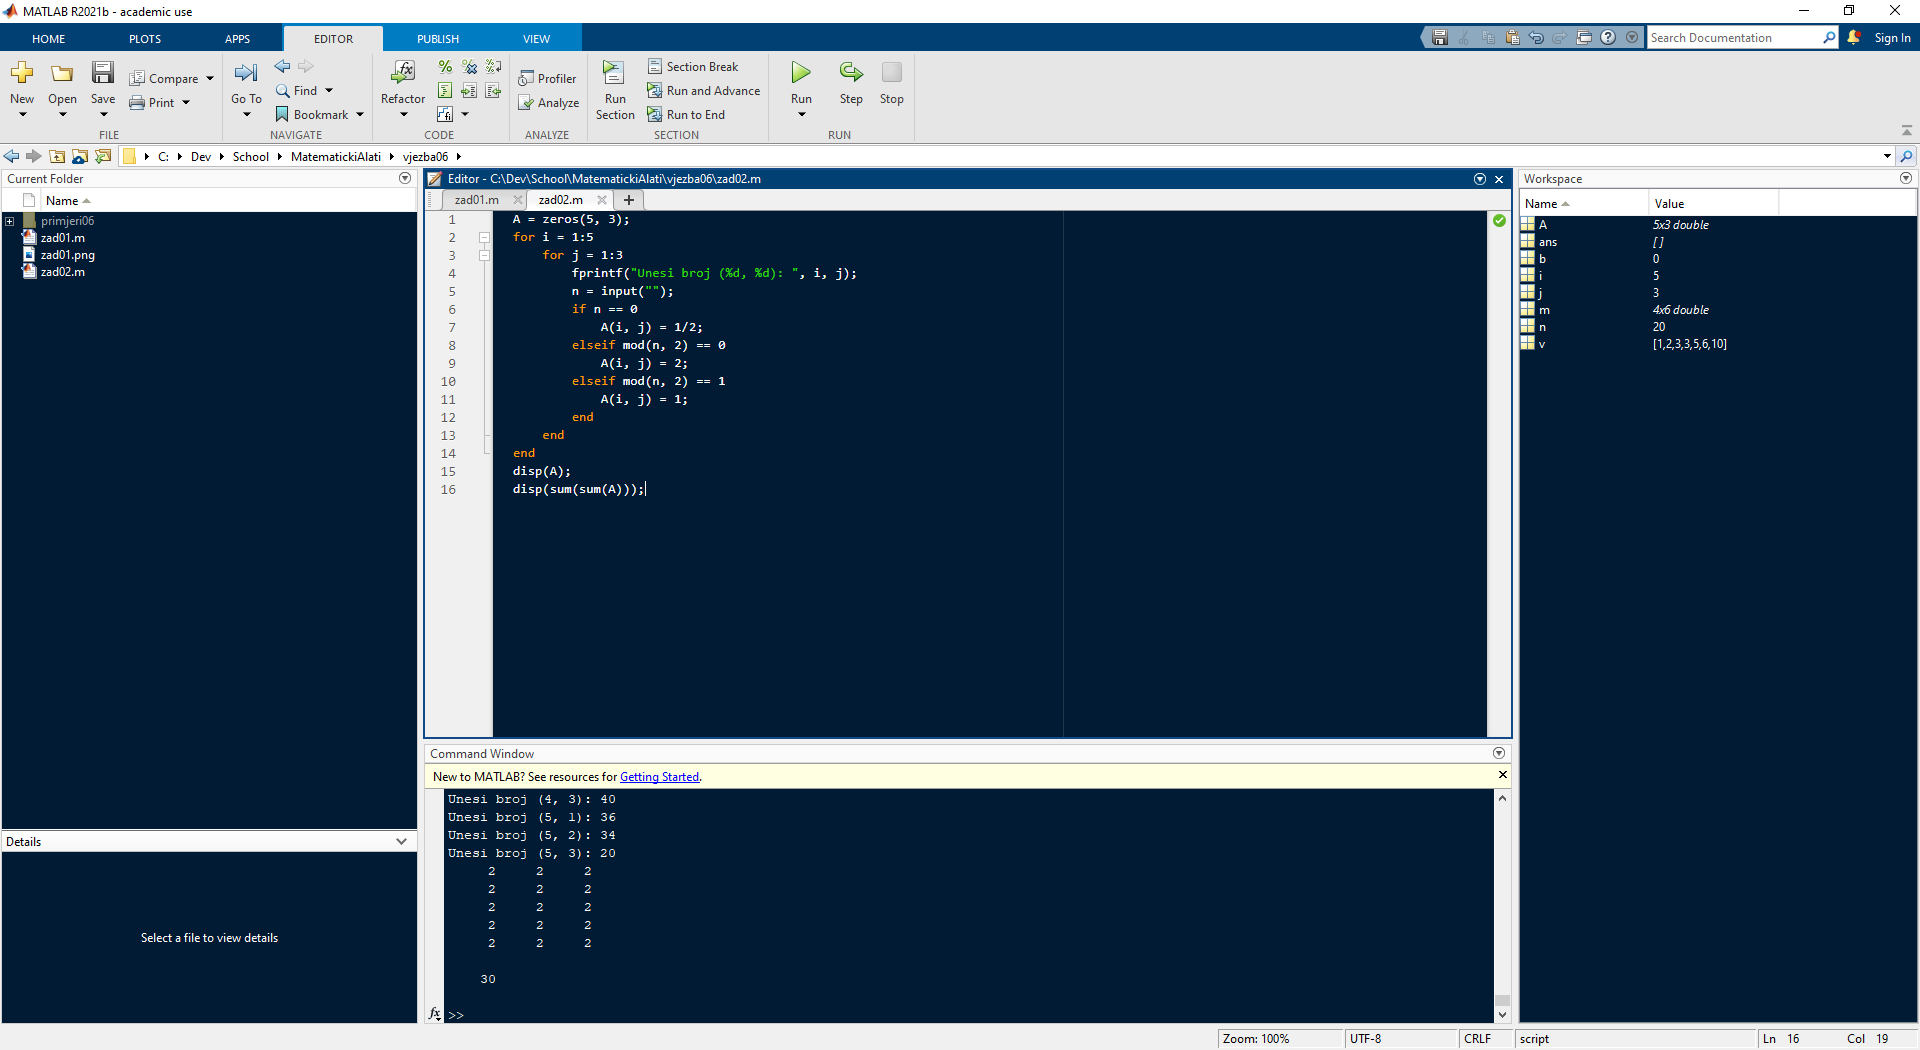 MATLAB R2021b - academic use
HOME PLOTS APPS EDITOR PUBLISH VIEW
Search Documentation
Sign In
New
Open
Save
Compare
Print
FILE
Go To
Find
Bookmark
NAVIGATE
Refactor
CODE
Profiler
Analyze
ANALYZE
Run
Section
Section Break
Run and Advance
Run to End
SECTION
Run
Step
Stop
RUN
C: Dev School MatematickiAlati vjezba06
Current Folder
Name
primjeri06
zad01.m
zad01.png
zad02.m
Details
Select a file to view details
Editor - C:\Dev\School\MatematickiAlati\vjezba06\zad02.m
zad01.m zad02.m
1 A = zeros(5, 3);
2 for i = 1:5
3 for j = 1:3
4 fprintf("Unesi broj (%d, %d): ", i, j);
5 n = input("");
6 if n == 0
7 A(i, j) = 1/2;
8 elseif mod(n, 2) == 0
9 A(i, j) = 2;
10 elseif mod(n, 2) == 1
11 A(i, j) = 1;
12 end
13 end
14 end
15 disp(A);
16 disp(sum(sum(A)));
Command Window
New to MATLAB? See resources for Getting Started.
Unesi broj (4, 3): 40
Unesi broj (5, 1): 36
Unesi broj (5, 2): 34
Unesi broj (5, 3): 20
2 2 2
2 2 2
2 2 2
2 2 2
2 2 2
30
fx >>
Workspace
Name Value
A 5x3 double
ans []
b 0
i 5
j 3
m 4x6 double
n 20
v [1,2,3,3,5,6,10]
Zoom: 100% UTF-8 CRLF script Ln 16 Col 19